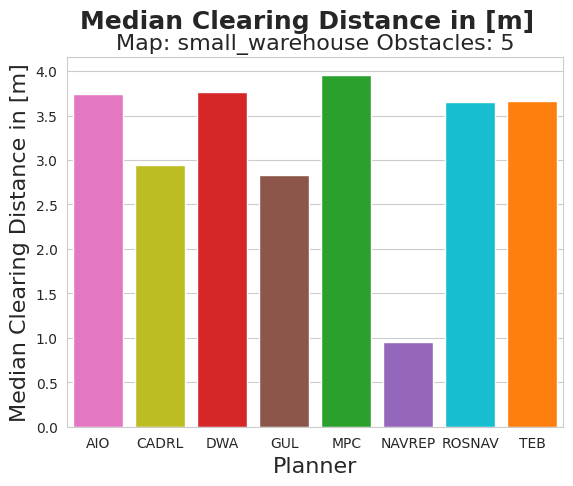 Median Clearing Distance in [m]
Map: small_warehouse Obstacles: 5
Median Clearing Distance in [m]
4.0
3.5
3.0
2.5
2.0
1.5
1.0
0.5
0.0
AIO CADRL DWA GUL MPC NAVREP ROSNAV TEB
Planner